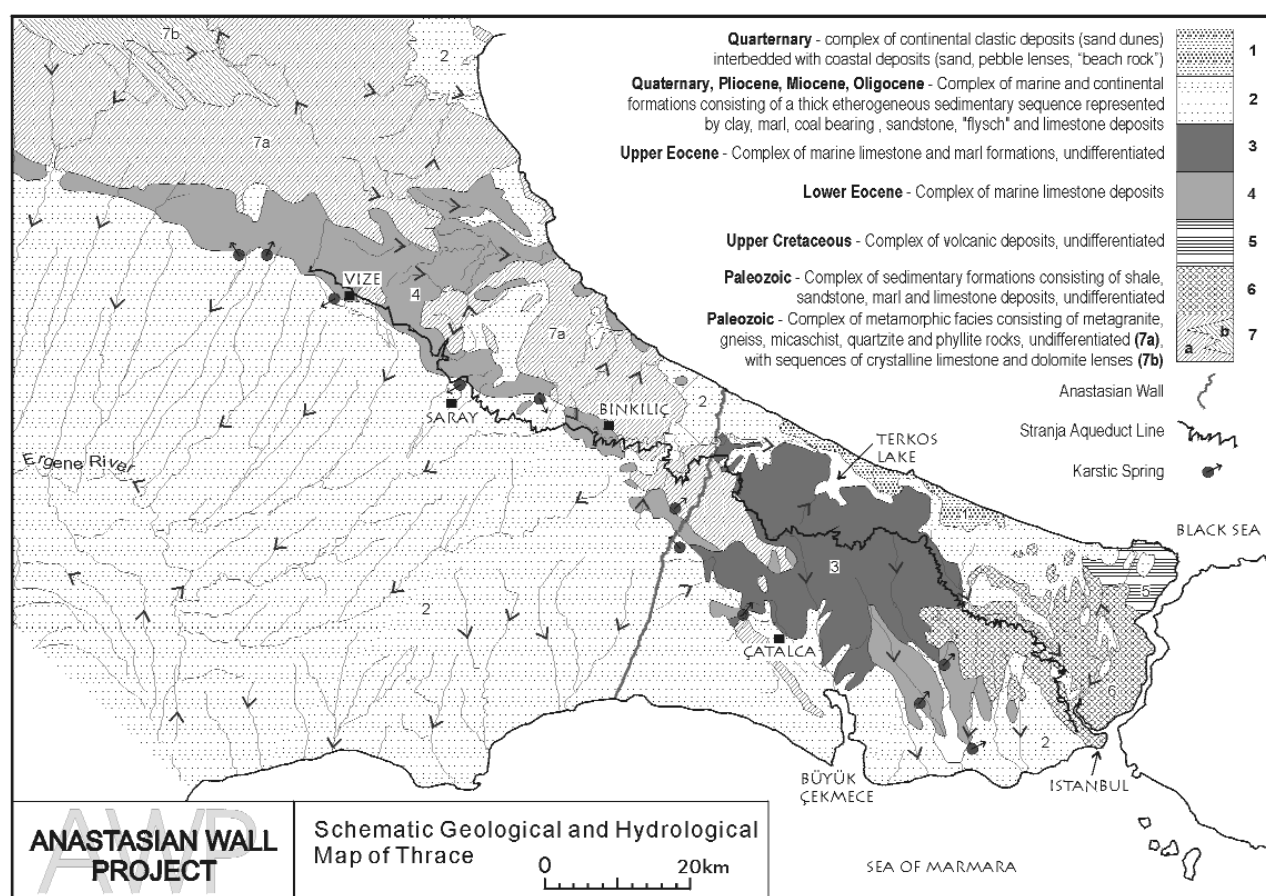 Quarternary - complex of continental clastic deposits (sand dunes)
interbedded with coastal deposits (sand, pebble lenses, "beach rock")
1
Quaternary, Pliocene, Miocene, Oligocene - Complex of marine and continental
formations consisting of a thick etherogeneous sedimentary sequence represented
by clay, marl, coal bearing , sandstone, "flysch" and limestone deposits
2
Upper Eocene - Complex of marine limestone and marl formations, undifferentiated
3
Lower Eocene - Complex of marine limestone deposits
4
Upper Cretaceous - Complex of volcanic deposits, undifferentiated
5
Paleozoic - Complex of sedimentary formations consisting of shale,
sandstone, marl and limestone deposits, undifferentiated
6
Paleozoic - Complex of metamorphic facies consisting of metagranite,
gneiss, micaschist, quartzite and phyllite rocks, undifferentiated (7a),
with sequences of crystalline limestone and dolomite lenses (7b)
a
b
7
Anastasian Wall
Stranja Aqueduct Line
Karstic Spring
7b
2
7a
VIZE
4
7a
SARAY
BINKILIÇ
2
TERKOS
LAKE
Ergene River
1
BLACK SEA
3
5
2
ÇATALCA
6
2
BÜYÜK
ÇEKMECE
ISTANBUL
SEA OF MARMARA
AWP
ANASTASIAN WALL
PROJECT
Schematic Geological and Hydrological
Map of Thrace
0
20km